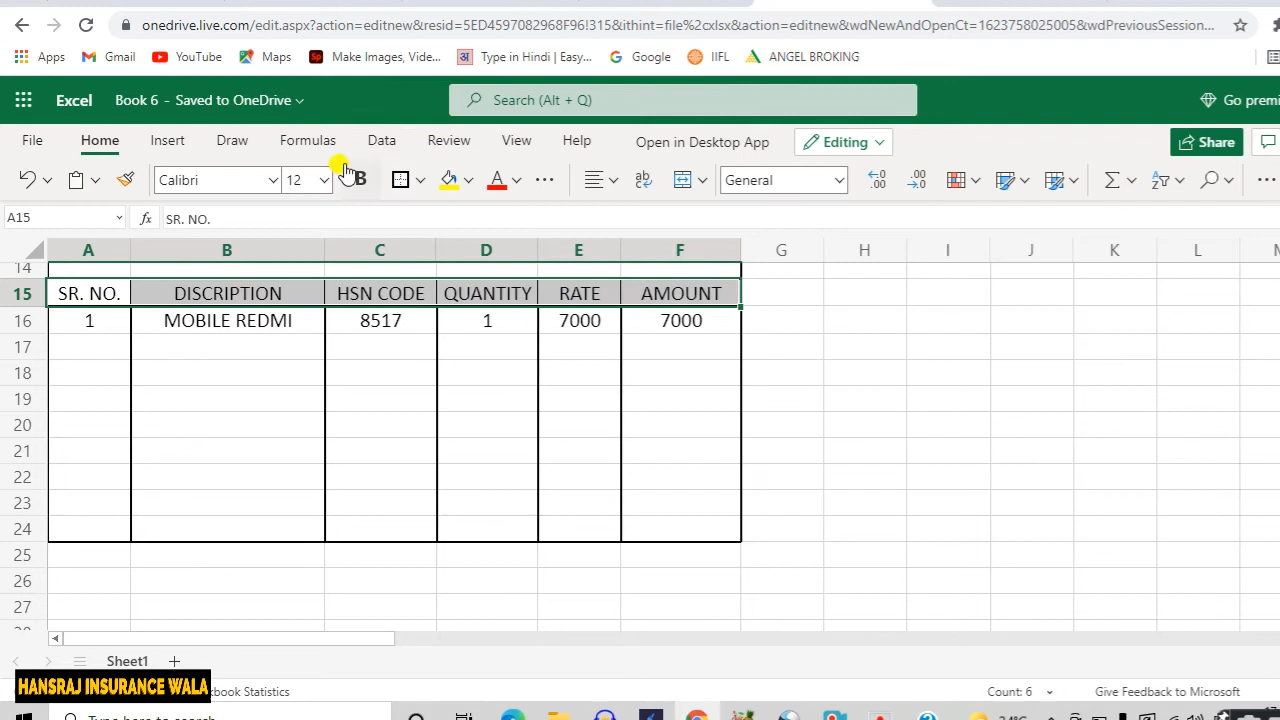 onedrive.live.com/edit.aspx?action=editnew&resid=5ED4597082968F96!315&ithint=file%2cxlsx&action=editnew&wdNewAndOpenCt=1623758025005&wdPreviousSession...
Apps Gmail YouTube Maps Sp Make Images, Vide... अ Type in Hindi | Easy... Google IIFL ANGEL BROKING
Excel Book 6 - Saved to OneDrive Search (Alt + Q) Go premi
File Home Insert Draw Formulas Data Review View Help Open in Desktop App Editing Share
Calibri 12 B A General
A15 fx SR. NO.
A B C D E F G H I J K L
14
15 SR. NO. DISCRIPTION HSN CODE QUANTITY RATE AMOUNT
16 1 MOBILE REDMI 8517 1 7000 7000
17
18
19
20
21
22
23
24
25
26
27
Sheet1
HANSRAJ INSURANCE WALA
kbook Statistics Count: 6 Give Feedback to Microsoft
Type here to search